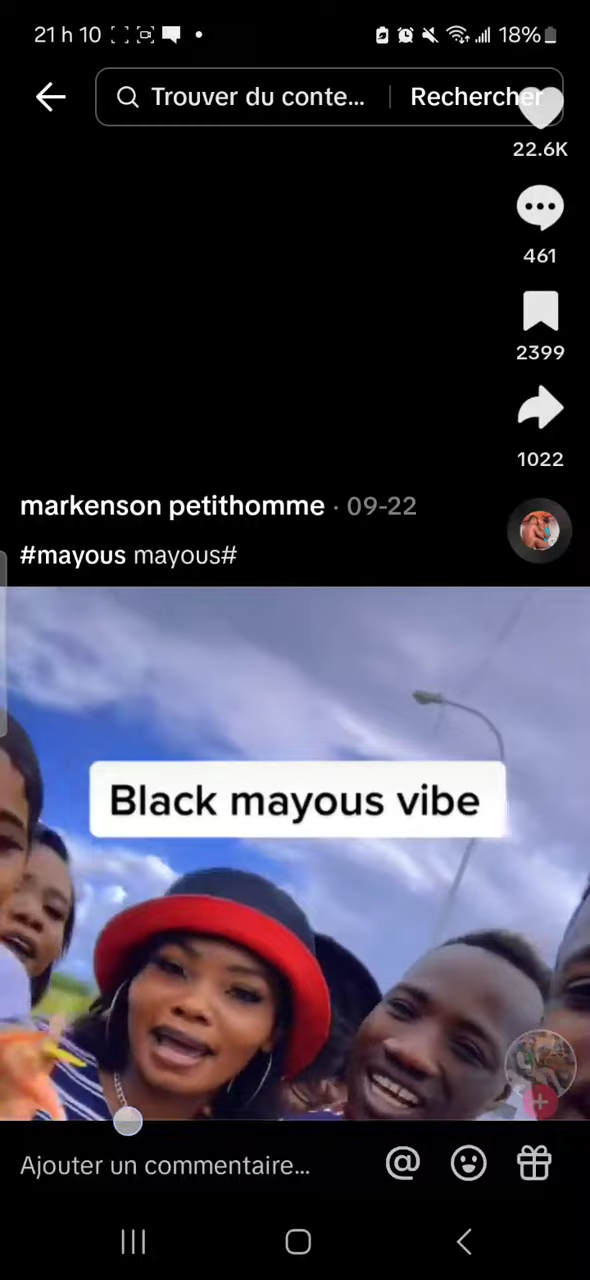 21 h 10
18%
Trouver du conte... Rechercher
22.6K
461
2399
1022
markenson petithomme · 09-22
#mayous mayous#
Black mayous vibe
Ajouter un commentaire...